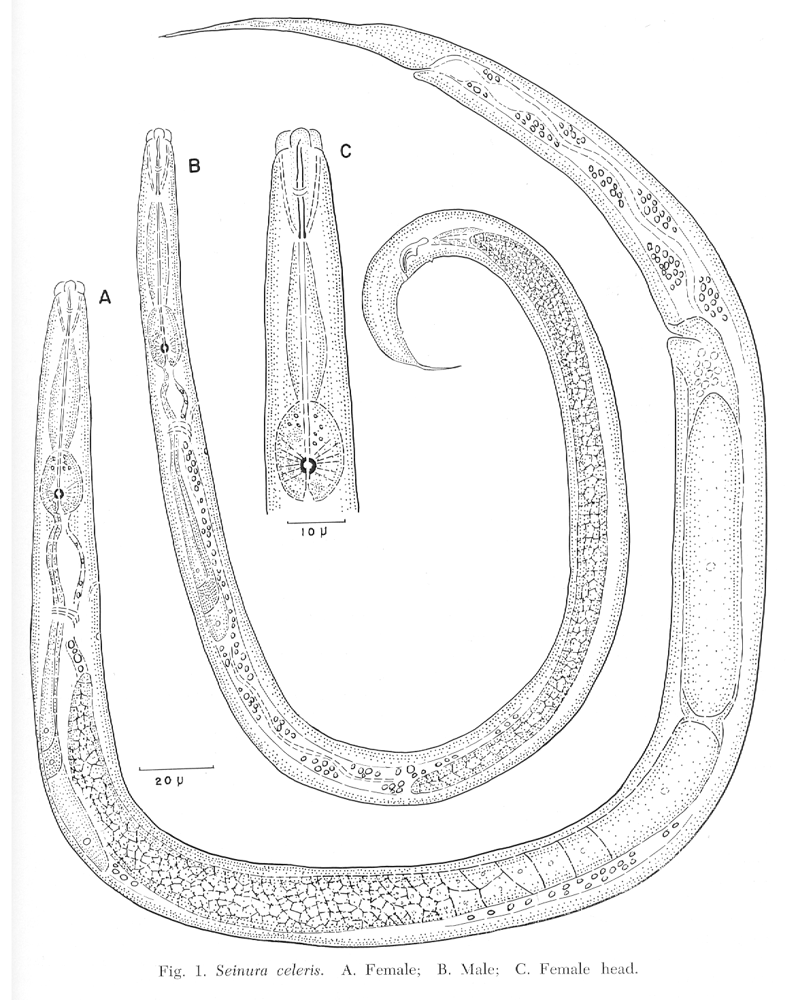 B
C
A
10 µ
20 µ
Fig. 1. Seinura celeris. A. Female; B. Male; C. Female head.